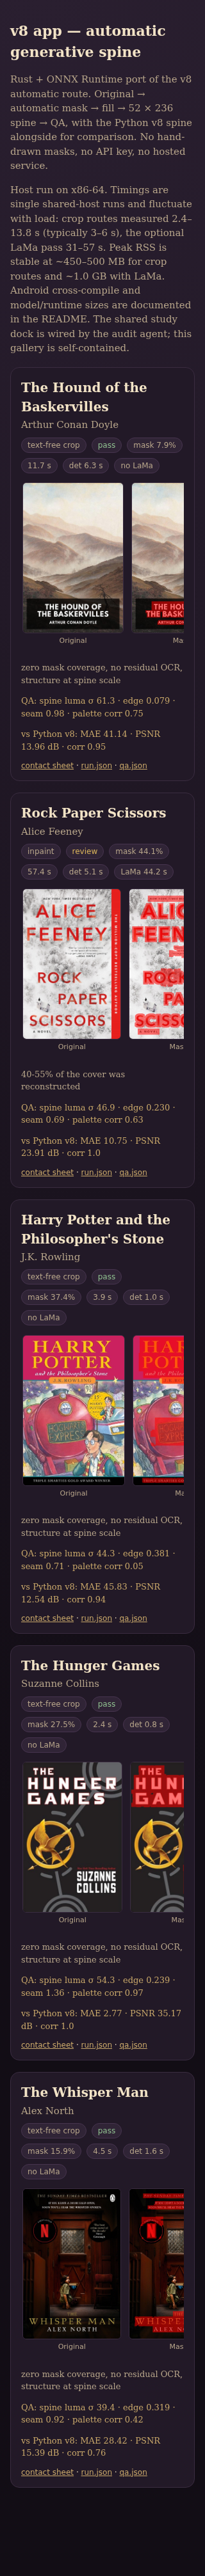 v8 app — automatic
generative spine
Rust + ONNX Runtime port of the v8
automatic route. Original →
automatic mask → fill → 52 × 236
spine → QA, with the Python v8 spine
alongside for comparison. No hand-
drawn masks, no API key, no hosted
service.
Host run on x86-64. Timings are
single shared-host runs and fluctuate
with load: crop routes measured 2.4–
13.8 s (typically 3–6 s), the optional
LaMa pass 31–57 s. Peak RSS is
stable at ~450–500 MB for crop
routes and ~1.0 GB with LaMa.
Android cross-compile and
model/runtime sizes are documented
in the README. The shared study
dock is wired by the audit agent; this
gallery is self-contained.
The Hound of the
Baskervilles
Arthur Conan Doyle
text-free crop pass mask 7.9%
11.7 s det 6.3 s no LaMa
THE HOUND OF
THE BASKERVILLES
ARTHUR CONAN DOYLE
Original
zero mask coverage, no residual OCR,
structure at spine scale
QA: spine luma σ 61.3 · edge 0.079 ·
seam 0.98 · palette corr 0.75
vs Python v8: MAE 41.14 · PSNR
13.96 dB · corr 0.95
contact sheet · run.json · qa.json
Rock Paper Scissors
Alice Feeney
inpaint review mask 44.1%
57.4 s det 5.1 s LaMa 44.2 s
ALICE
FEENEY
ROCK
PAPER
SCISSORS
A NOVEL
Original
40-55% of the cover was
reconstructed
QA: spine luma σ 46.9 · edge 0.230 ·
seam 0.69 · palette corr 0.63
vs Python v8: MAE 10.75 · PSNR
23.91 dB · corr 1.0
contact sheet · run.json · qa.json
Harry Potter and the
Philosopher's Stone
J.K. Rowling
text-free crop pass
mask 37.4% 3.9 s det 1.0 s
no LaMa
HARRY
POTTER
and the Philosopher's Stone
Original
zero mask coverage, no residual OCR,
structure at spine scale
QA: spine luma σ 44.3 · edge 0.381 ·
seam 0.71 · palette corr 0.05
vs Python v8: MAE 45.83 · PSNR
12.54 dB · corr 0.94
contact sheet · run.json · qa.json
The Hunger Games
Suzanne Collins
text-free crop pass
mask 27.5% 2.4 s det 0.8 s
no LaMa
THE
HUNGER
GAMES
SUZANNE
COLLINS
Original
zero mask coverage, no residual OCR,
structure at spine scale
QA: spine luma σ 54.3 · edge 0.239 ·
seam 1.36 · palette corr 0.97
vs Python v8: MAE 2.77 · PSNR 35.17
dB · corr 1.0
contact sheet · run.json · qa.json
The Whisper Man
Alex North
text-free crop pass
mask 15.9% 4.5 s det 1.6 s
no LaMa
WHISPER MAN
ALEX NORTH
Original
zero mask coverage, no residual OCR,
structure at spine scale
QA: spine luma σ 39.4 · edge 0.319 ·
seam 0.92 · palette corr 0.42
vs Python v8: MAE 28.42 · PSNR
15.39 dB · corr 0.76
contact sheet · run.json · qa.json